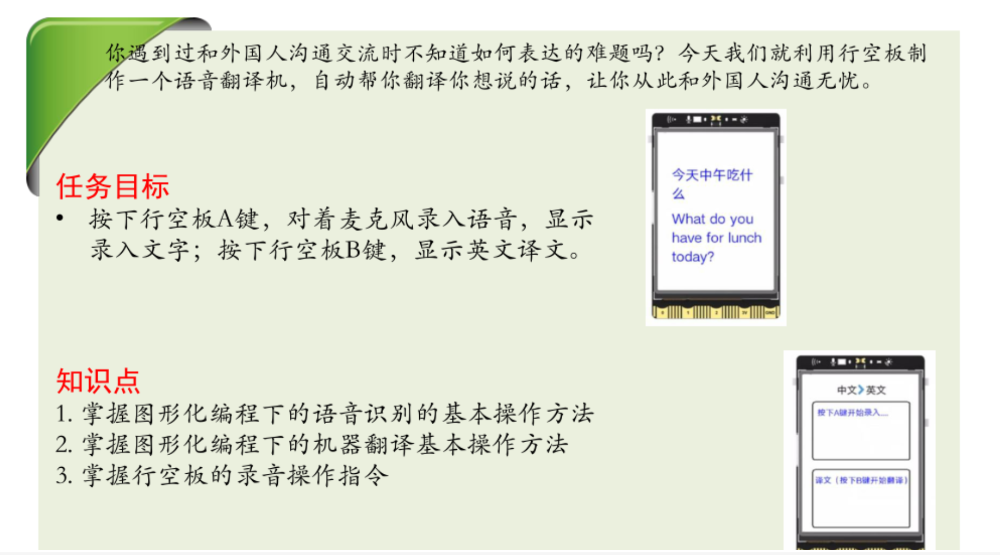 你遇到过和外国人沟通交流时不知道如何表达的难题吗？今天我们就利用行空板制
作一个语音翻译机，自动帮你翻译你想说的话，让你从此和外国人沟通无忧。
今天中午吃什
么
What do you
have for lunch
today?
0 1 2 3V GND
任务目标
• 按下行空板A键，对着麦克风录入语音，显示
录入文字；按下行空板B键，显示英文译文。
知识点
1. 掌握图形化编程下的语音识别的基本操作方法
2. 掌握图形化编程下的机器翻译基本操作方法
3. 掌握行空板的录音操作指令
中文>英文
按下A键开始录入....
译文（按下B键开始翻译）